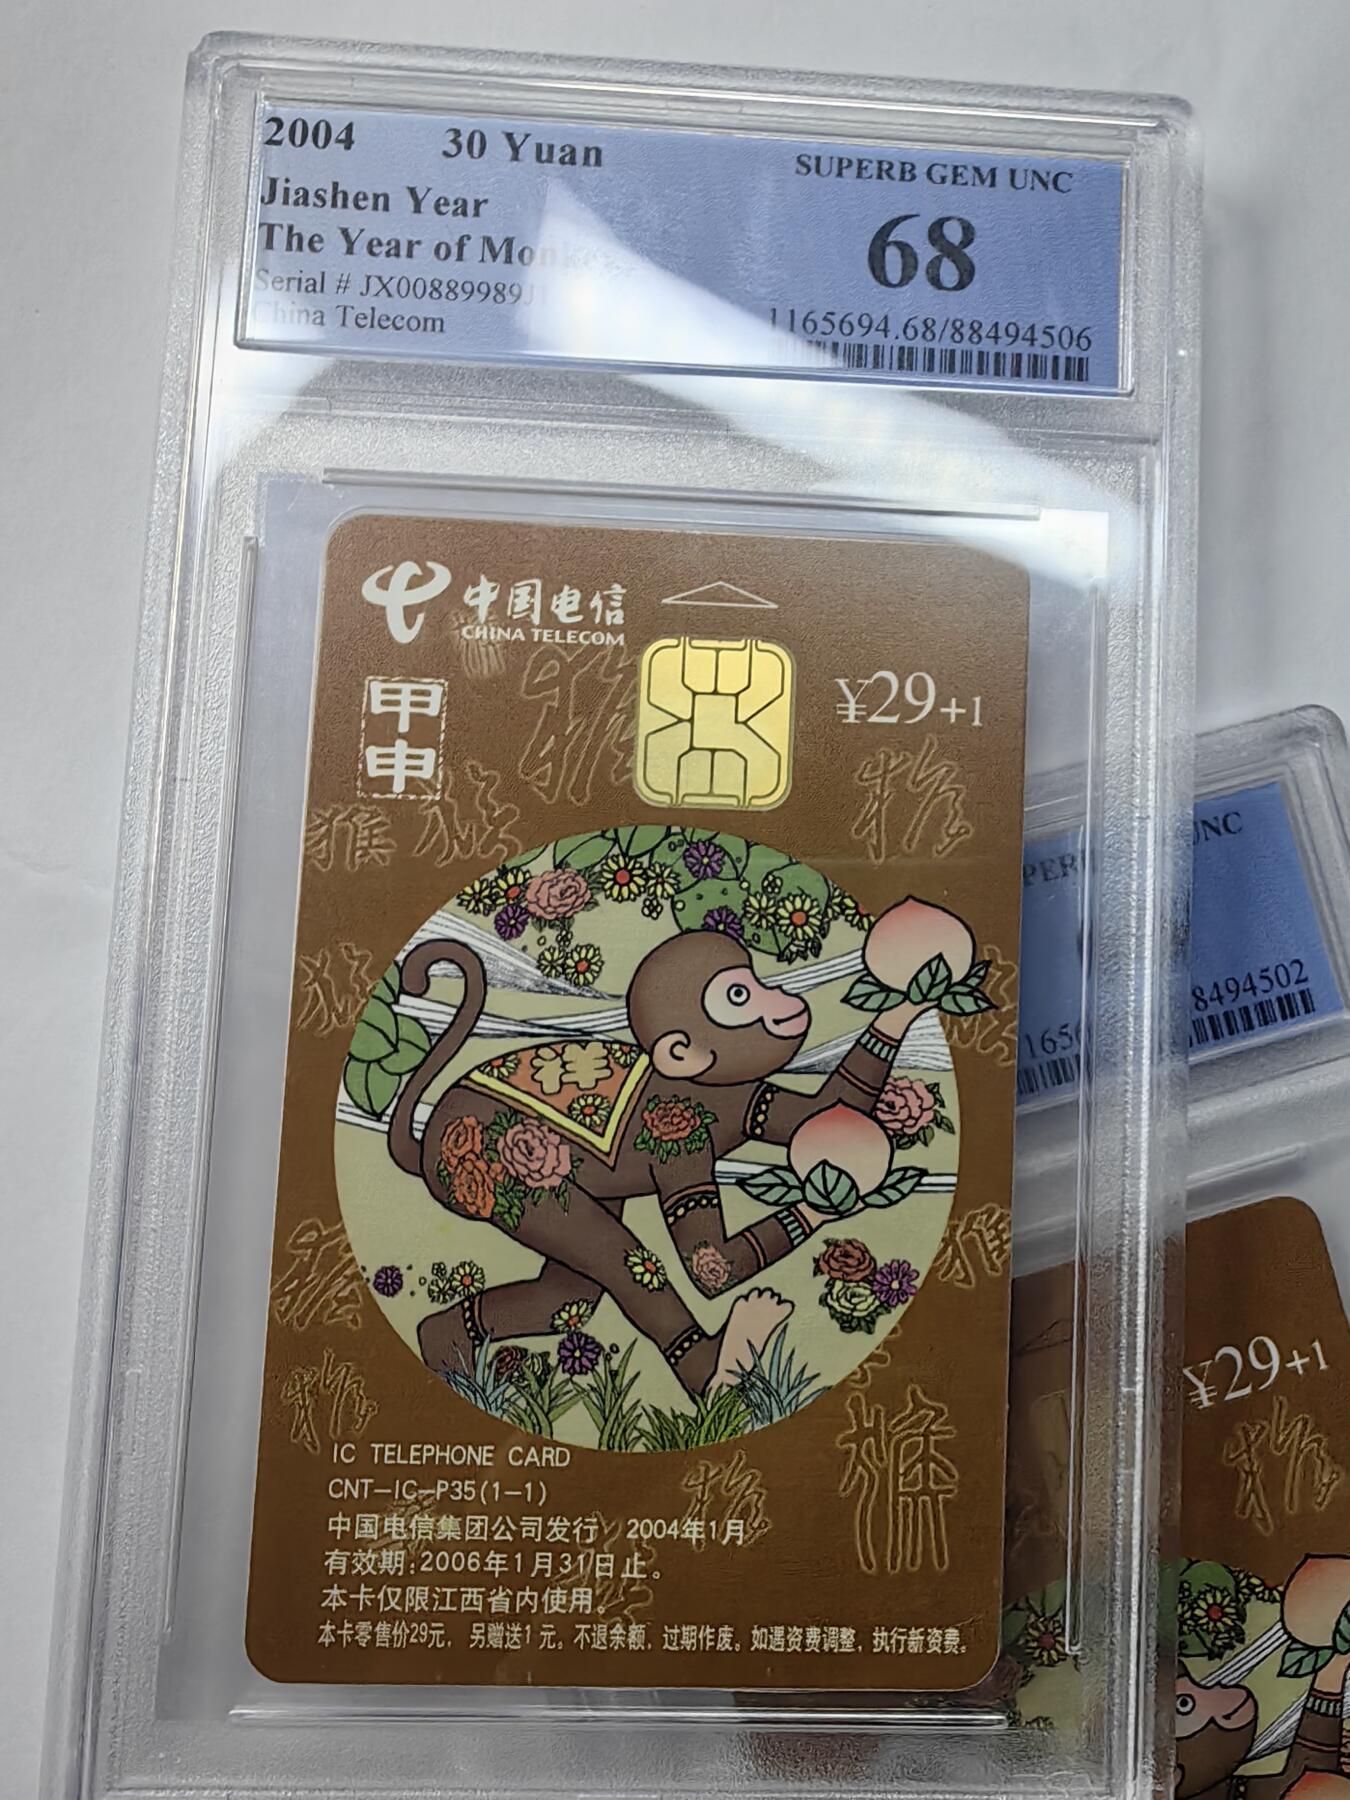 2004 30 Yuan
SUPERB GEM UNC
Jiashen Year
68
The Year of Monkey
Serial # JX00889989J1
China Telecom
1165694.68/88494506
中国电信
CHINA TELECOM
甲申
¥29+1
猴
祥
IC TELEPHONE CARD
CNT-IC-P35(1-1)
中国电信集团公司发行 2004年1月
有效期:2006年1月31日止。
本卡仅限江西省内使用。
本卡零售价29元，另赠送1元。不退余额，过期作废。如遇资费调整，执行新资费。
UNC
8494502
¥29+1